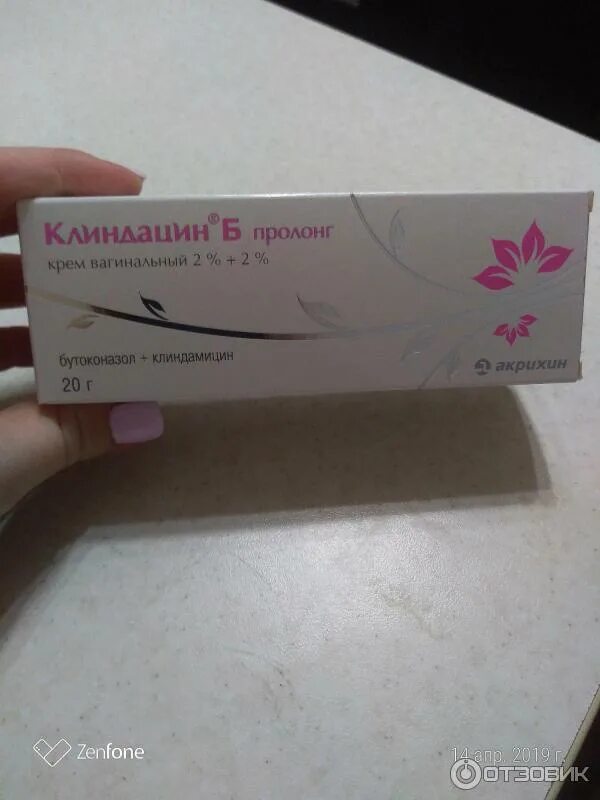 Клиндацин® Б пролонг
крем вагинальный 2 % + 2 %
бутоконазол + клиндамицин
20 г
акрихин
Zenfone
14 апр. 2019 г.
ОТЗОВИК